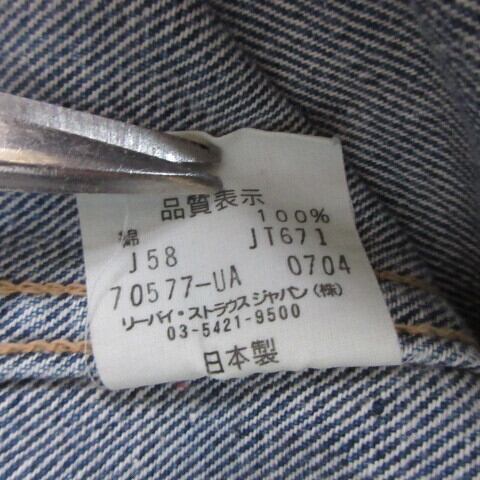 品質表示
綿 100%
J58 JT671
70577-UA 0704
リーバイ・ストラウスジャパン(株)
03-5421-9500
日本製